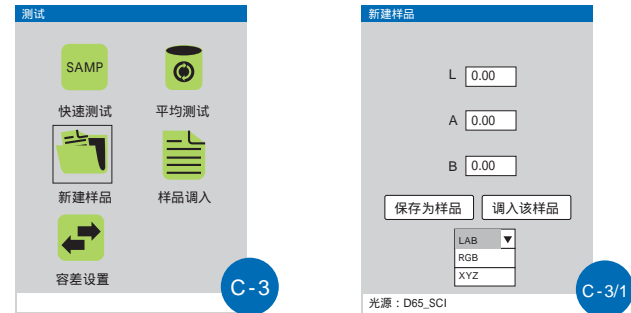 测试
SAMP
快速测试 平均测试
新建样品 样品调入
容差设置
C-3
新建样品
L 0.00
A 0.00
B 0.00
保存为样品 调入该样品
LAB
RGB
XYZ
光源：D65_SCI
C-3/1